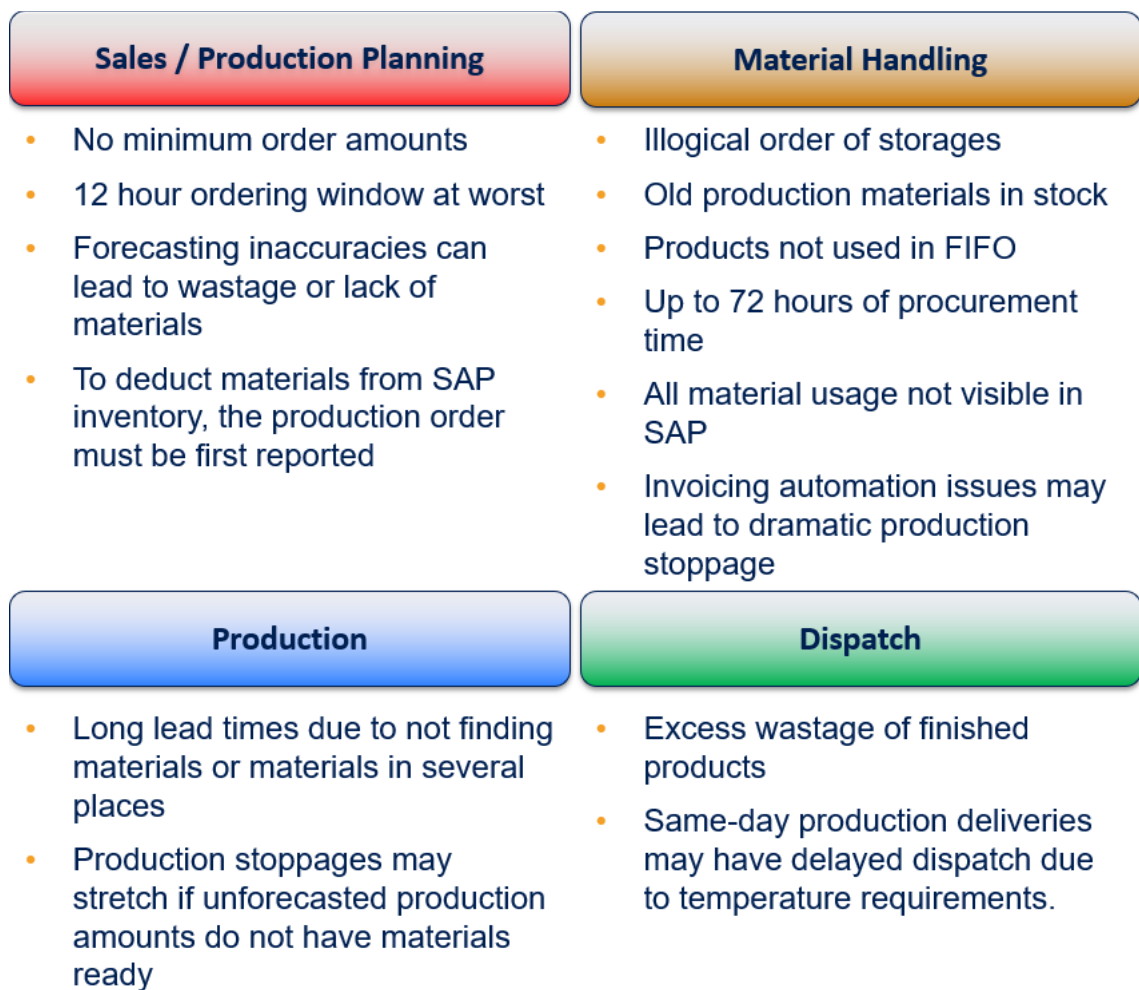 Sales / Production Planning
• No minimum order amounts
• 12 hour ordering window at worst
• Forecasting inaccuracies can
lead to wastage or lack of
materials
• To deduct materials from SAP
inventory, the production order
must be first reported
Material Handling
• Illogical order of storages
• Old production materials in stock
• Products not used in FIFO
• Up to 72 hours of procurement
time
• All material usage not visible in
SAP
• Invoicing automation issues may
lead to dramatic production
stoppage
Production
• Long lead times due to not finding
materials or materials in several
places
• Production stoppages may
stretch if unforecasted production
amounts do not have materials
ready
Dispatch
• Excess wastage of finished
products
• Same-day production deliveries
may have delayed dispatch due
to temperature requirements.